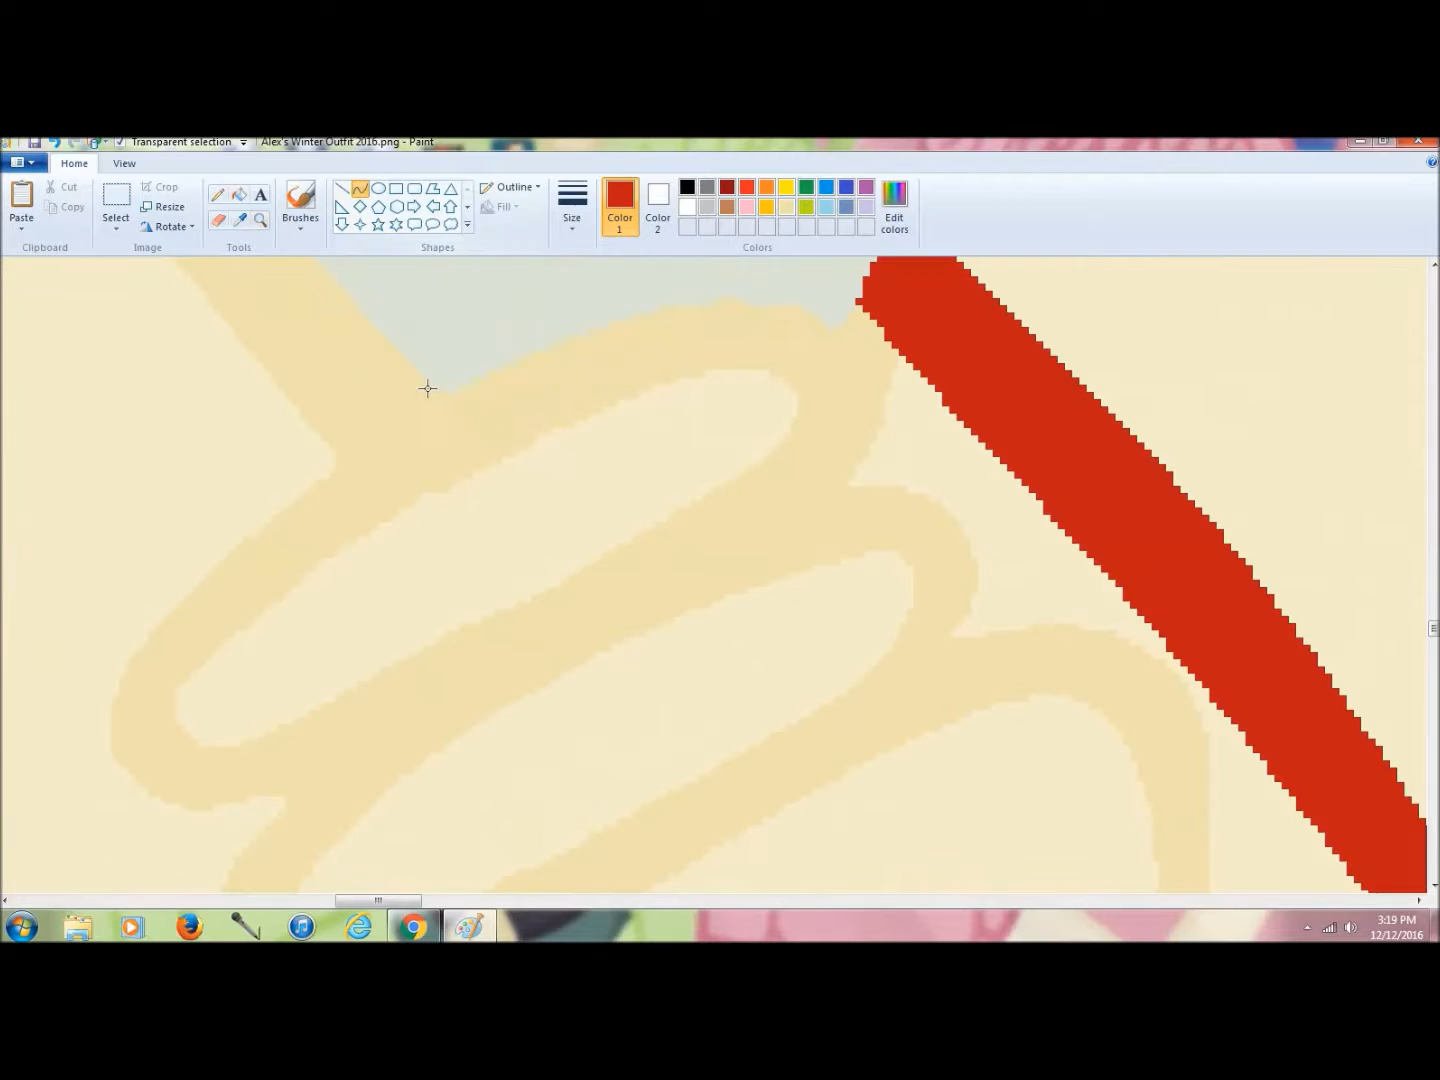 Transparent selection Alex's Winter Outfit 2016.png - Paint
Home View
Paste
Cut
Copy
Clipboard
Select
Crop
Resize
Rotate
Image
A
Tools
Brushes
Outline
Fill
Shapes
Size
Color 1
Color 2
Edit colors
Colors
3:19 PM
12/12/2016